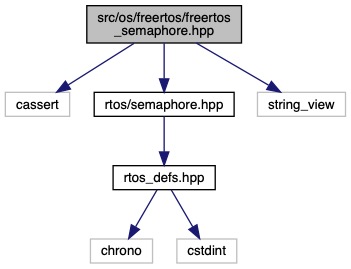 src/os/freertos/freertos
_semaphore.hpp
cassert
rtos/semaphore.hpp
string_view
rtos_defs.hpp
chrono
cstdint